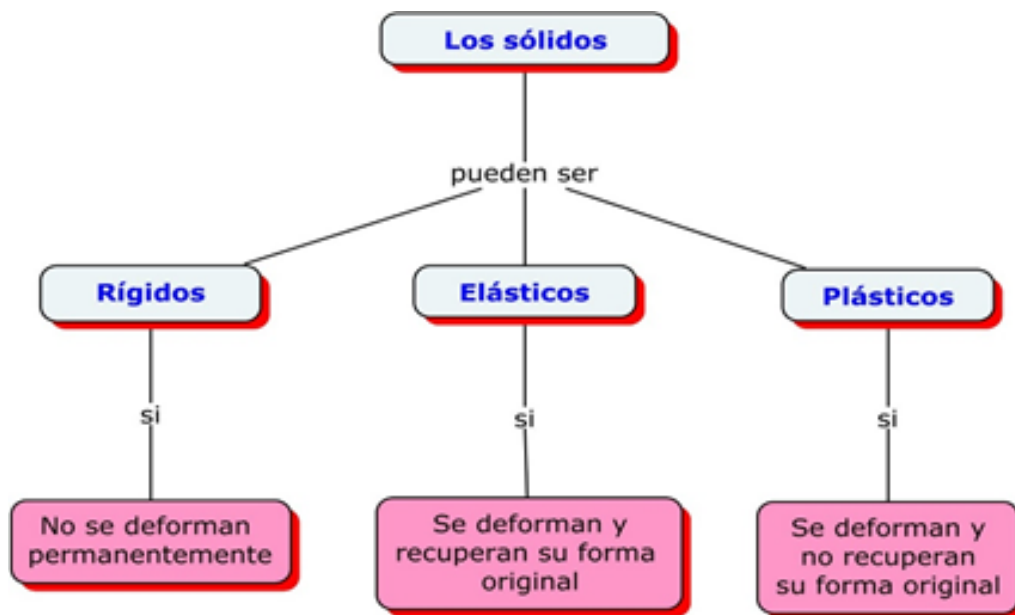 Los sólidos
pueden ser
Rígidos
Elásticos
Plásticos
si
si
si
No se deforman
permanentemente
Se deforman y
recuperan su forma
original
Se deforman y
no recuperan
su forma original